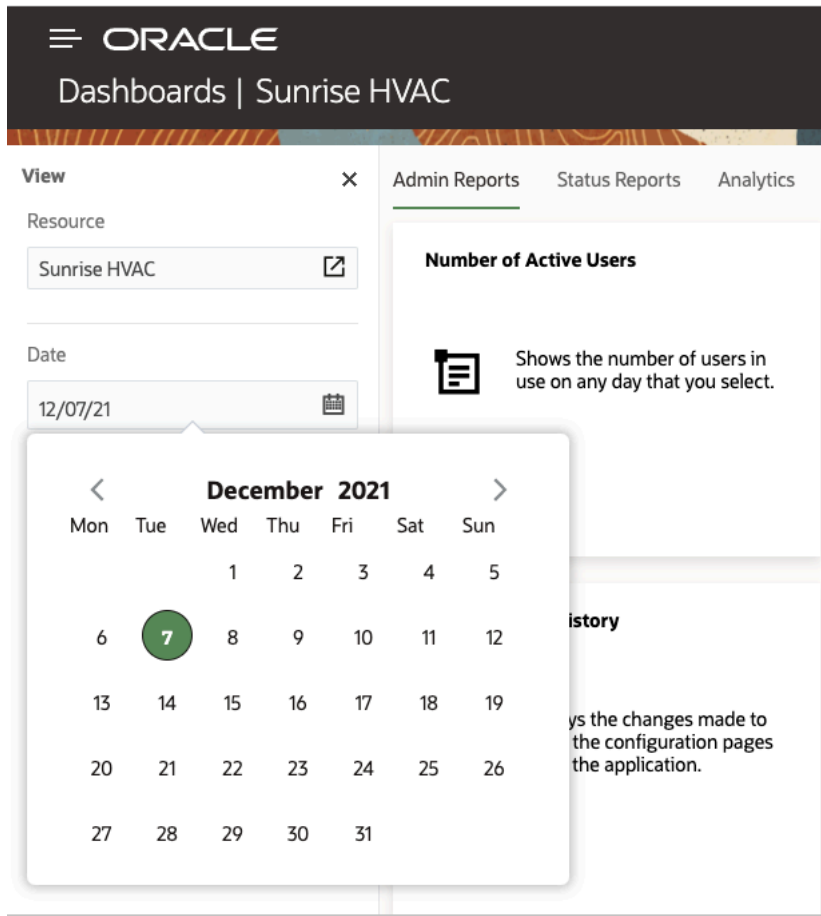 ORACLE
Dashboards | Sunrise HVAC
View
Resource
Sunrise HVAC
Date
12/07/21
December 2021
Mon Tue Wed Thu Fri Sat Sun
1 2 3 4 5
6 7 8 9 10 11 12
13 14 15 16 17 18 19
20 21 22 23 24 25 26
27 28 29 30 31
Admin Reports Status Reports Analytics
Number of Active Users
Shows the number of users in
use on any day that you select.
istory
ys the changes made to
the configuration pages
the application.